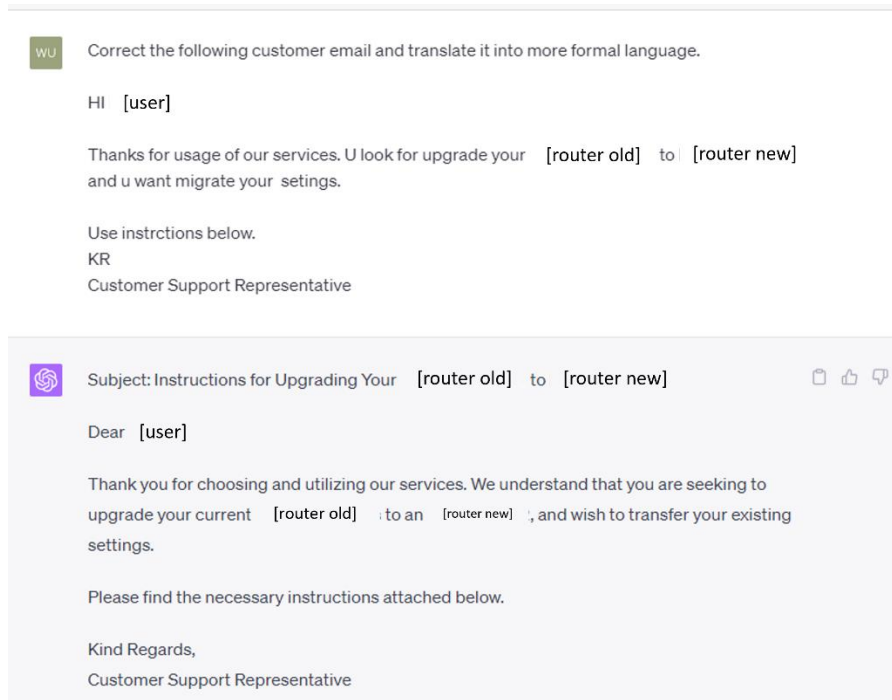 WU
Correct the following customer email and translate it into more formal language.
HI [user]
Thanks for usage of our services. U look for upgrade your [router old] to [router new]
and u want migrate your setings.
Use instrctions below.
KR
Customer Support Representative
Subject: Instructions for Upgrading Your [router old] to [router new]
Dear [user]
Thank you for choosing and utilizing our services. We understand that you are seeking to
upgrade your current [router old] to an [router new] , and wish to transfer your existing
settings.
Please find the necessary instructions attached below.
Kind Regards,
Customer Support Representative